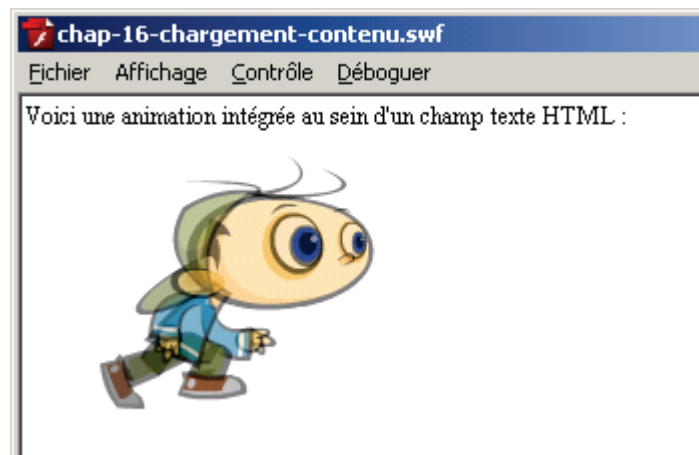 chap-16-chargement-contenu.swf
Fichier Affichage Contrôle Déboguer
Voici une animation intégrée au sein d'un champ texte HTML :